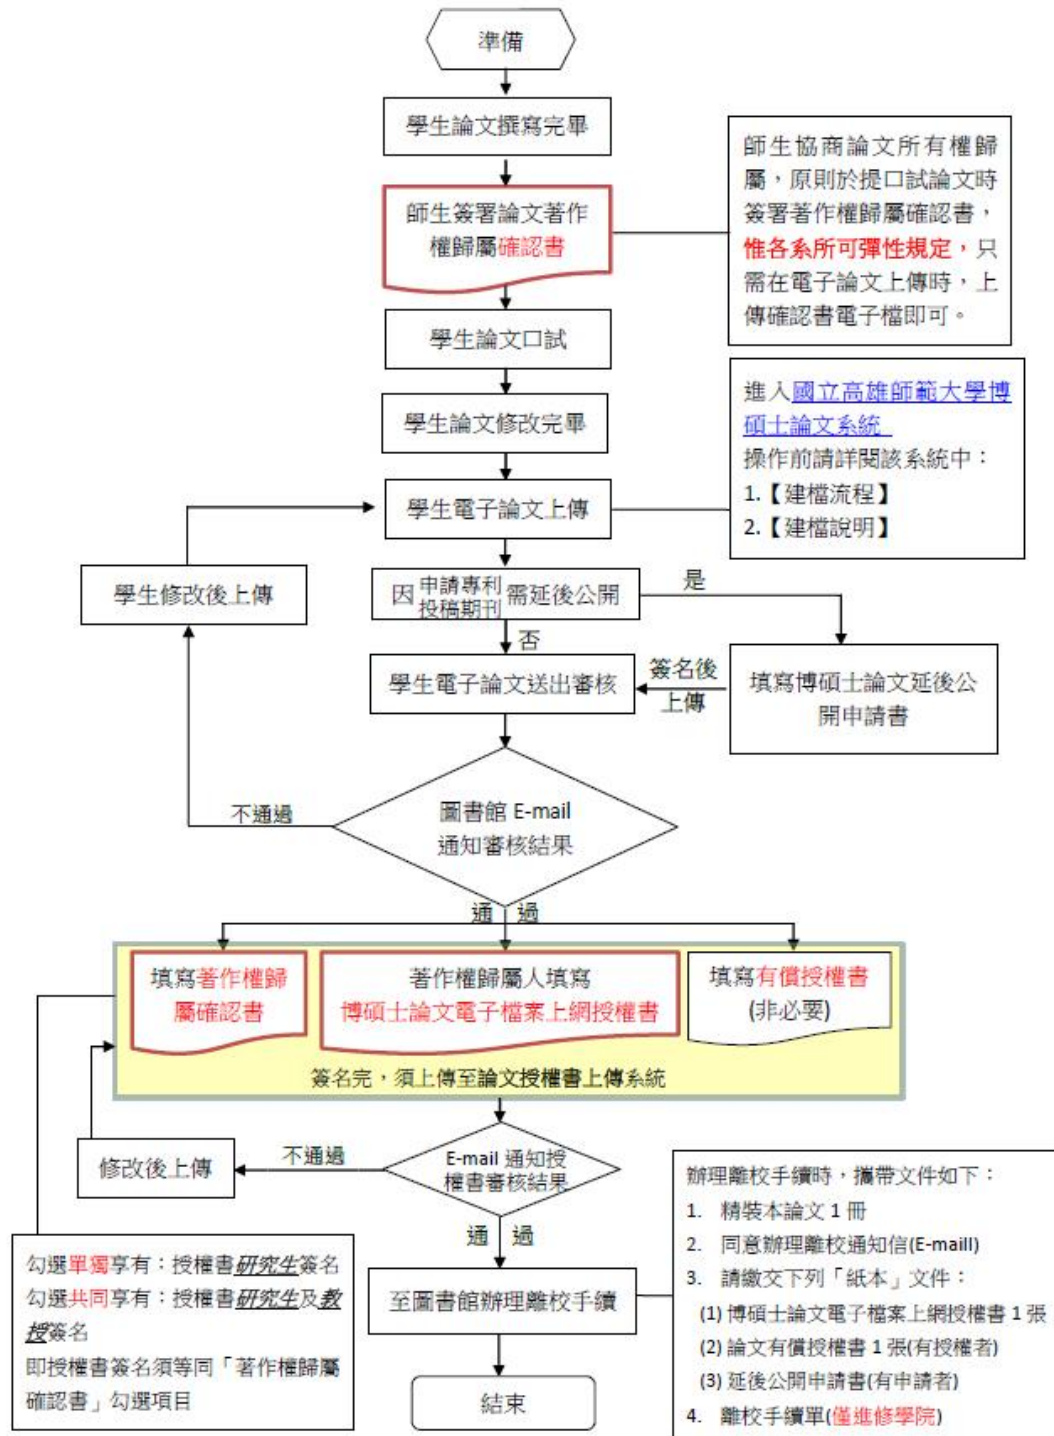 準備
學生論文撰寫完畢
師生簽署論文著作
權歸屬確認書
師生協商論文所有權歸
屬，原則於提口試論文時
簽署著作權歸屬確認書，
惟各系所可彈性規定，只
需在電子論文上傳時，上
傳確認書電子檔即可。
學生論文口試
學生論文修改完畢
學生電子論文上傳
進入國立高雄師範大學博
碩士論文系統
操作前請詳閱該系統中：
1.【建檔流程】
2.【建檔說明】
學生修改後上傳
因 申請專利 需延後公開
投稿期刊
是
否
學生電子論文送出審核
簽名後
上傳
填寫博碩士論文延後公
開申請書
圖書館 E-mail
通知審核結果
不通過
通 過
填寫著作權歸
屬確認書
著作權歸屬人填寫
博碩士論文電子檔案上網授權書
填寫有償授權書
(非必要)
簽名完，須上傳至論文授權書上傳系統
修改後上傳
不通過
E-mail 通知授
權書審核結果
通 過
至圖書館辦理離校手續
結束
勾選單獨享有：授權書研究生簽名
勾選共同享有：授權書研究生及教
授簽名
即授權書簽名須等同「著作權歸屬
確認書」勾選項目
辦理離校手續時，攜帶文件如下：
1. 精裝本論文 1 冊
2. 同意辦理離校通知信(E-maill)
3. 請繳交下列「紙本」文件：
(1) 博碩士論文電子檔案上網授權書 1 張
(2) 論文有償授權書 1 張(有授權者)
(3) 延後公開申請書(有申請者)
4. 離校手續單(僅進修學院)